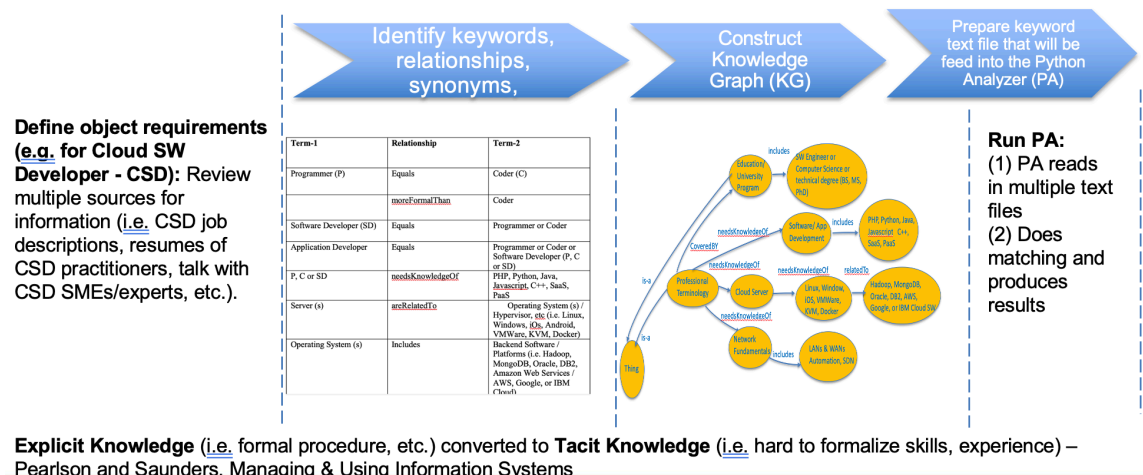 Identify keywords,
relationships,
synonyms,
Construct
Knowledge
Graph (KG)
Prepare keyword
text file that will be
feed into the Python
Analyzer (PA)
Define object requirements
(e.g. for Cloud SW
Developer - CSD): Review
multiple sources for
information (i.e. CSD job
descriptions, resumes of
CSD practitioners, talk with
CSD SMEs/experts, etc.).
Term-1 Relationship Term-2
Programmer (P) Equals Coder (C)
moreFormalThan Coder
Software Developer (SD) Equals Programmer or Coder
Application Developer Equals Programmer or Coder or
Software Developer (P, C
or SD)
P, C or SD needsKnowledgeOf PHP, Python, Java,
Javascript, C++, SaaS,
PaaS
Server (s) areRelatedTo Operating System (s) /
Hypervisor, etc (i.e. Linux,
Windows, iOs, Android,
VMWare, KVM, Docker)
Operating System (s) Includes Backend Software /
Platforms (i.e. Hadoop,
MongoDB, Oracle, DB2,
Amazon Web Services /
AWS, Google, or IBM
Cloud)
Education/
University
Program
includes
SW Engineer or
Computer Science or
technical degree (BS, MS,
PhD)
needsKnowledgeOf
Software/ App
Development
includes
PHP, Python, Java,
Javascript C++,
SaaS, PaaS
CoveredBY
needsKnowledgeOf
Professional
Terminology
Cloud Server
needsKnowledgeOf
Linux, Window,
iOS, VMWare,
KVM, Docker
relatedTo
Hadoop, MongoDB,
Oracle, DB2, AWS,
Google, or IBM Cloud SW
is-a
needsKnowledgeOf
Network
Fundamentals
includes
LANs & WANs
Automation, SDN
is-a
Thing
Run PA:
(1) PA reads
in multiple text
files
(2) Does
matching and
produces
results
Explicit Knowledge (i.e. formal procedure, etc.) converted to Tacit Knowledge (i.e. hard to formalize skills, experience) –
Pearlson and Saunders, Managing & Using Information Systems